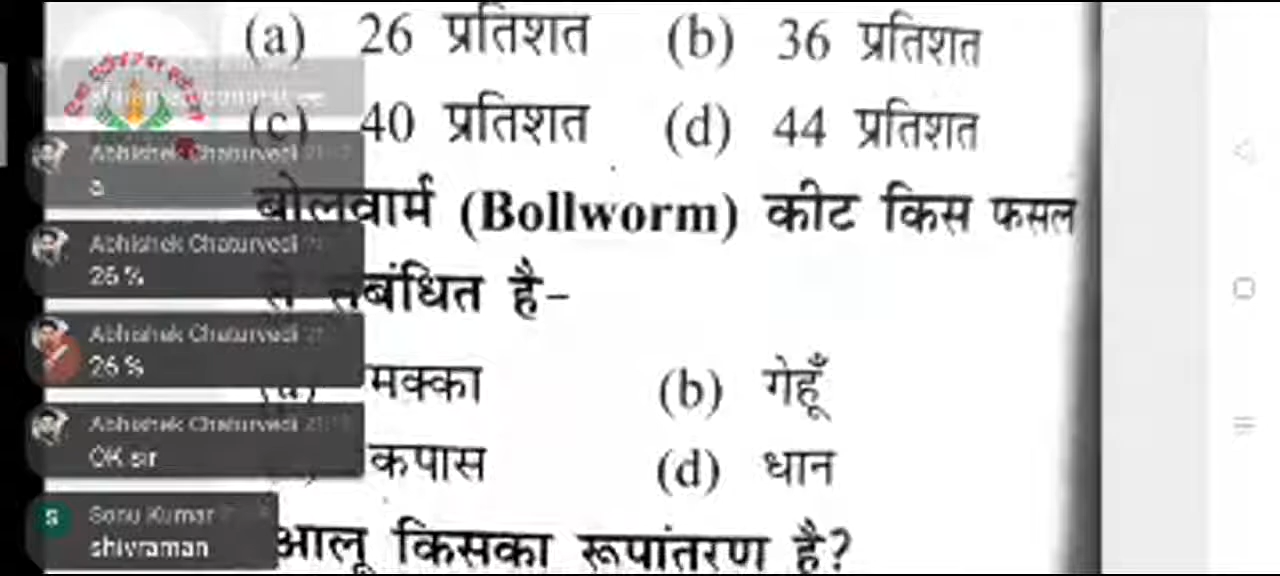 (a) 26 प्रतिशत (b) 36 प्रतिशत
(c) 40 प्रतिशत (d) 44 प्रतिशत
Abhishek Chaturvedi
a
बोलवार्म (Bollworm) कीट किस फसल
Abhishek Chaturvedi
26 %
से संबंधित है-
Abhishek Chaturvedi
26 %
मक्का (b) गेहूँ
Abhishek Chaturvedi
OK sir
कपास (d) धान
S Sonu Kumar
shivraman
आलू किसका रूपांतरण है?